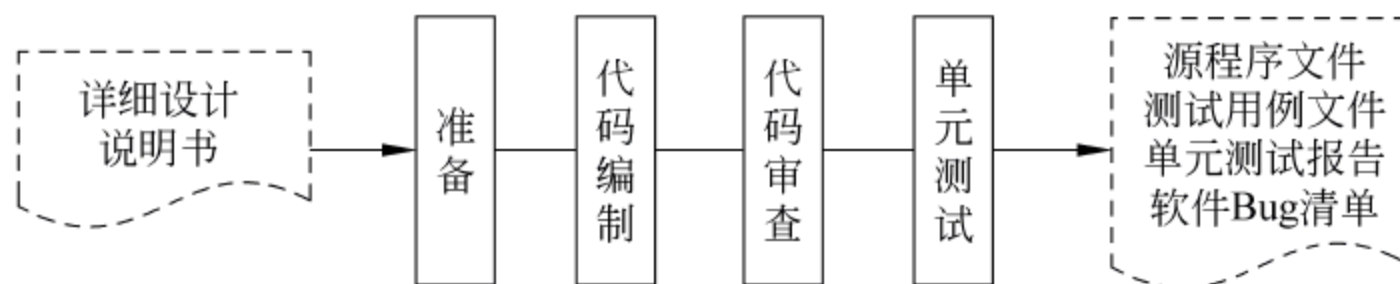 详细设计
说明书
准备
代码编制
代码审查
单元测试
源程序文件
测试用例文件
单元测试报告
软件Bug清单